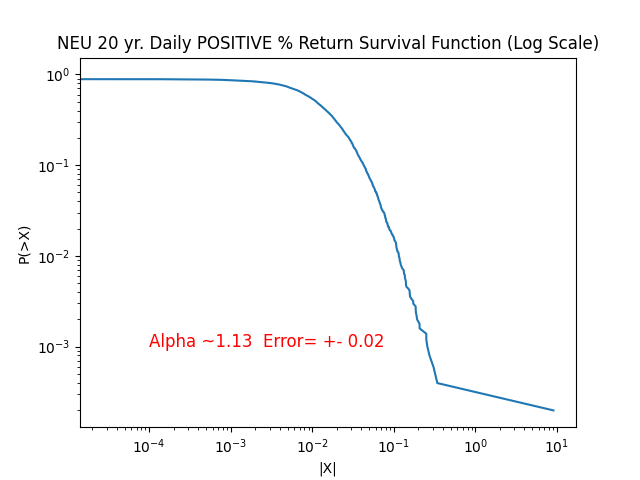 NEU 20 yr. Daily POSITIVE % Return Survival Function (Log Scale)
10⁰
10⁻¹
10⁻²
10⁻³
P(>X)
Alpha ~1.13  Error= +- 0.02
10⁻⁴ 10⁻³ 10⁻² 10⁻¹ 10⁰ 10¹
|X|